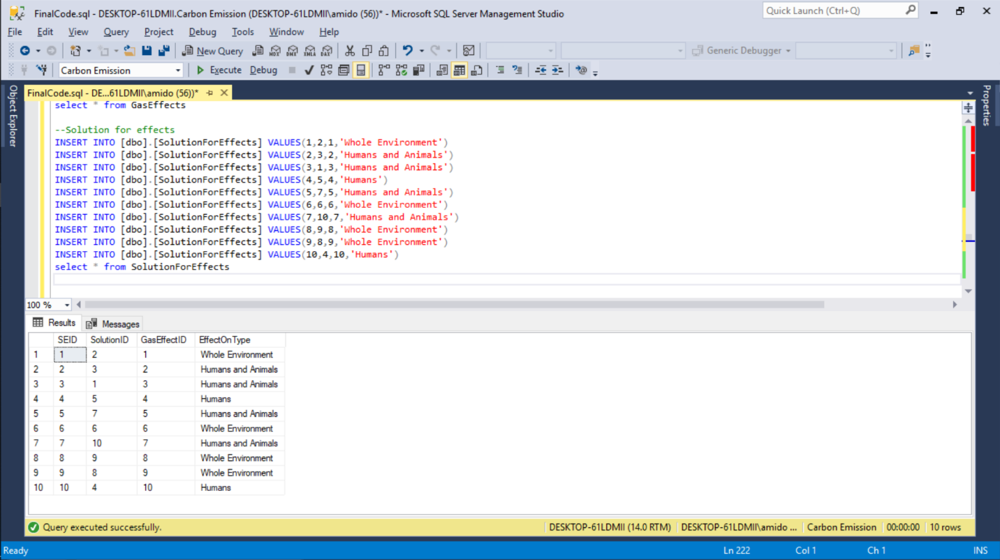 FinalCode.sql - DESKTOP-61LDMII.Carbon Emission (DESKTOP-61LDMII\amido (56))* - Microsoft SQL Server Management Studio
Quick Launch (Ctrl+Q)
File Edit View Query Project Debug Tools Window Help
New Query
Generic Debugger
Carbon Emission
Execute Debug
Object Explorer
FinalCode.sql - DE...61LDMII\amido (56))*
Properties
select * from GasEffects
--Solution for effects
INSERT INTO [dbo].[SolutionForEffects] VALUES(1,2,1,'Whole Environment')
INSERT INTO [dbo].[SolutionForEffects] VALUES(2,3,2,'Humans and Animals')
INSERT INTO [dbo].[SolutionForEffects] VALUES(3,1,3,'Humans and Animals')
INSERT INTO [dbo].[SolutionForEffects] VALUES(4,5,4,'Humans')
INSERT INTO [dbo].[SolutionForEffects] VALUES(5,7,5,'Humans and Animals')
INSERT INTO [dbo].[SolutionForEffects] VALUES(6,6,6,'Whole Environment')
INSERT INTO [dbo].[SolutionForEffects] VALUES(7,10,7,'Humans and Animals')
INSERT INTO [dbo].[SolutionForEffects] VALUES(8,9,8,'Whole Environment')
INSERT INTO [dbo].[SolutionForEffects] VALUES(9,8,9,'Whole Environment')
INSERT INTO [dbo].[SolutionForEffects] VALUES(10,4,10,'Humans')
select * from SolutionForEffects
100 %
Results Messages
SEID SolutionID GasEffectID EffectOnType
1 1 2 1 Whole Environment
2 2 3 2 Humans and Animals
3 3 1 3 Humans and Animals
4 4 5 4 Humans
5 5 7 5 Humans and Animals
6 6 6 6 Whole Environment
7 7 10 7 Humans and Animals
8 8 9 8 Whole Environment
9 9 8 9 Whole Environment
10 10 4 10 Humans
Query executed successfully.
DESKTOP-61LDMII (14.0 RTM) DESKTOP-61LDMII\amido ... Carbon Emission 00:00:00 10 rows
Ready Ln 222 Col 1 Ch 1 INS